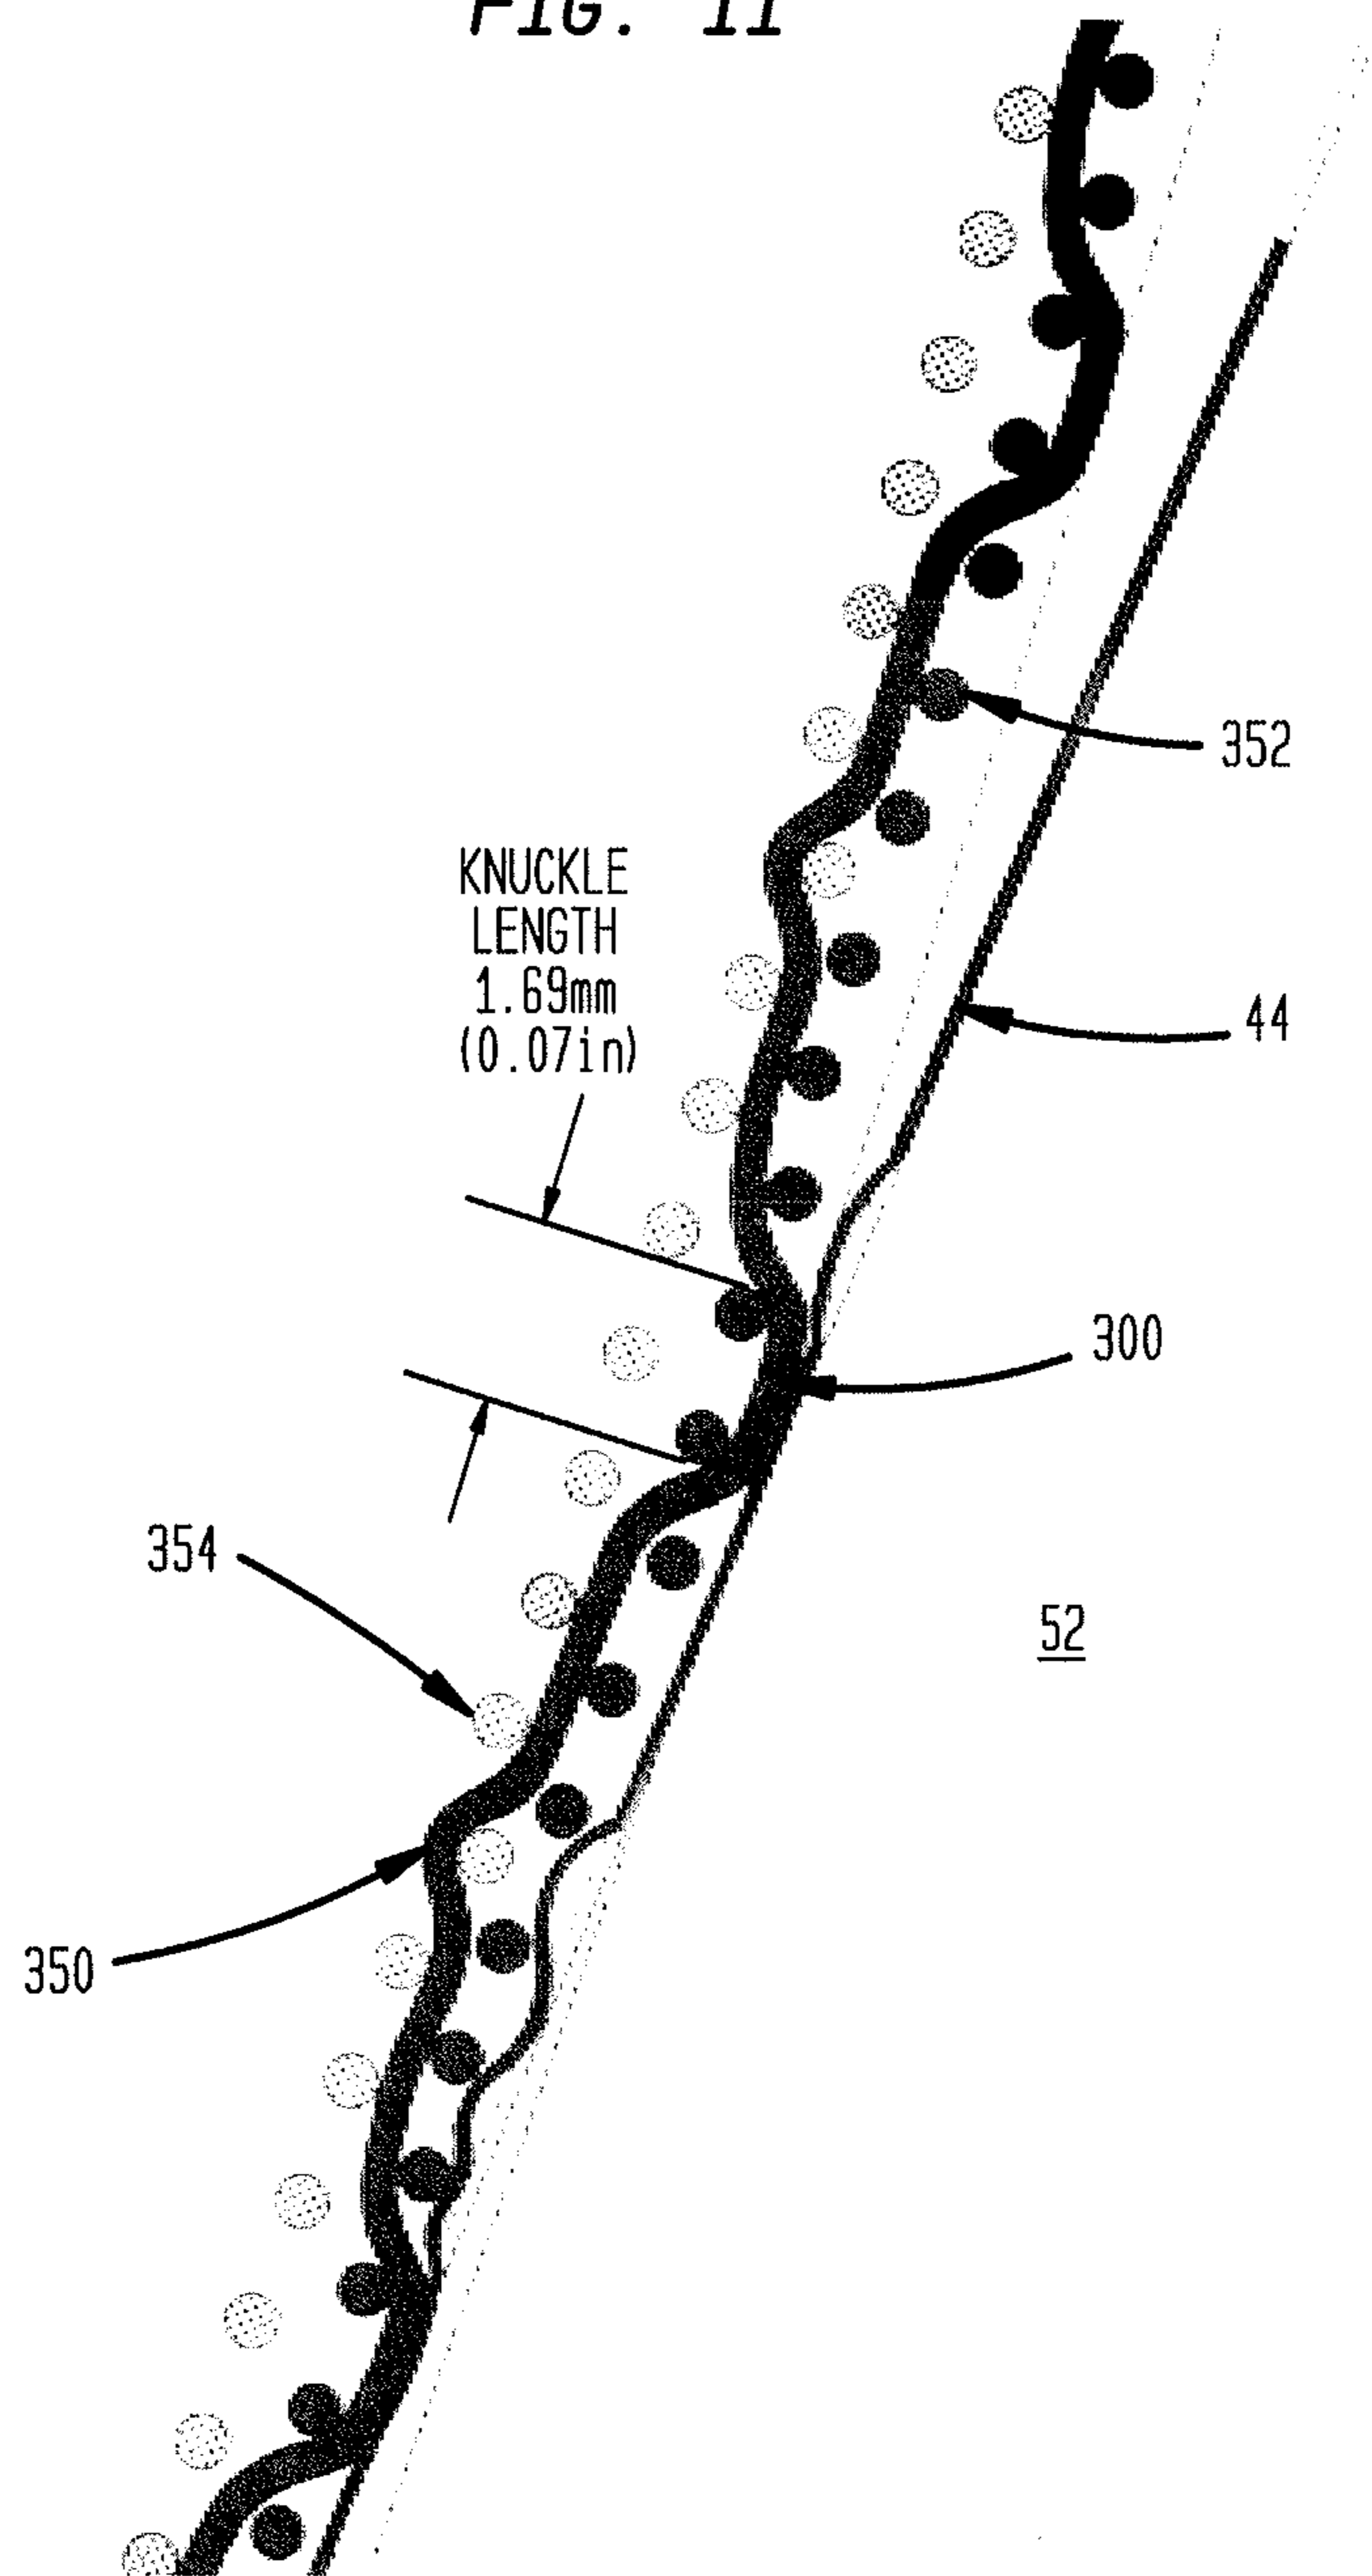 FIG. 11
352
KNUCKLE
LENGTH
1.69mm
(0.07in)
44
300
354
52
350